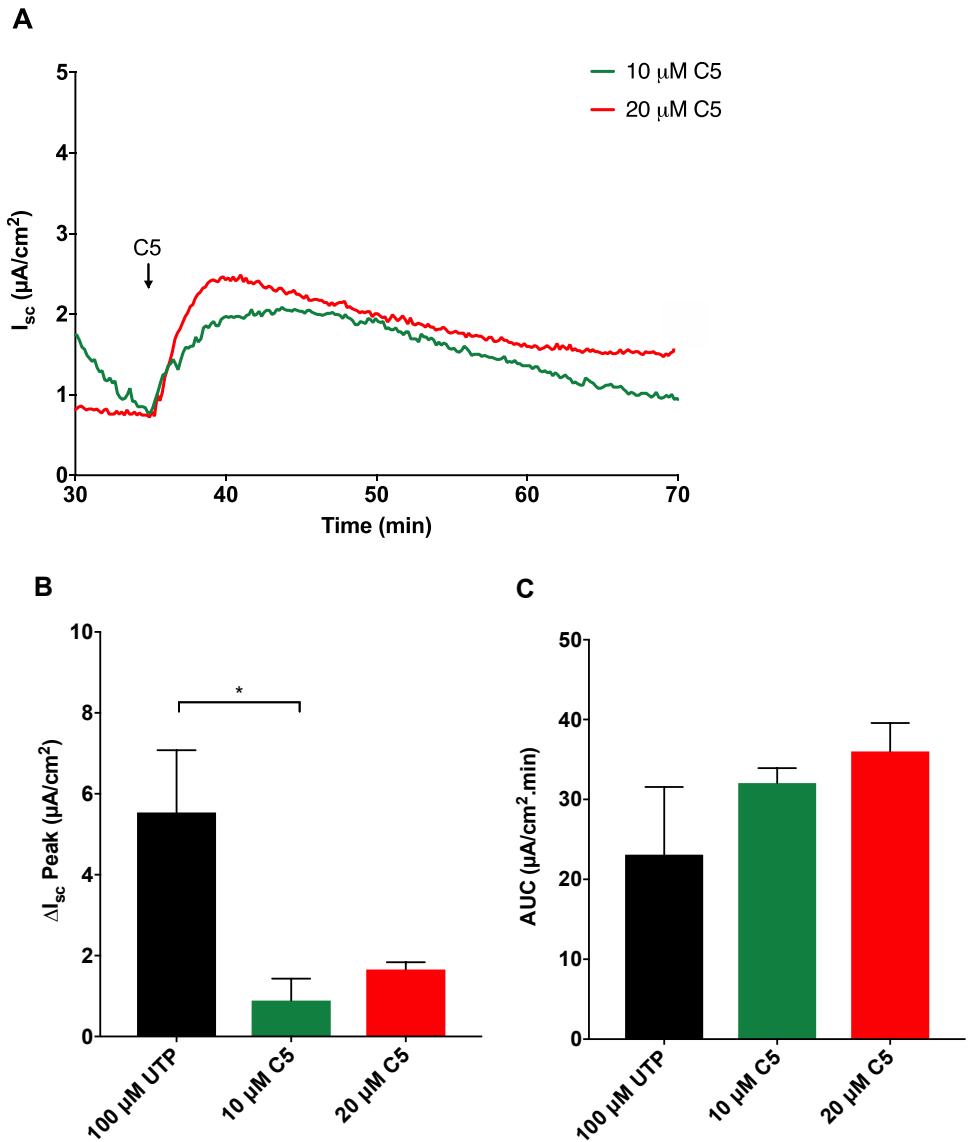 A
10 µM C5
20 µM C5
5
4
3
2
1
0
Isc (µA/cm²)
C5
30 40 50 60 70
Time (min)
B
10
8
6
4
2
0
ΔIsc Peak (µA/cm²)
*
100 µM UTP
10 µM C5
20 µM C5
C
50
40
30
20
10
0
AUC (µA/cm².min)
100 µM UTP
10 µM C5
20 µM C5